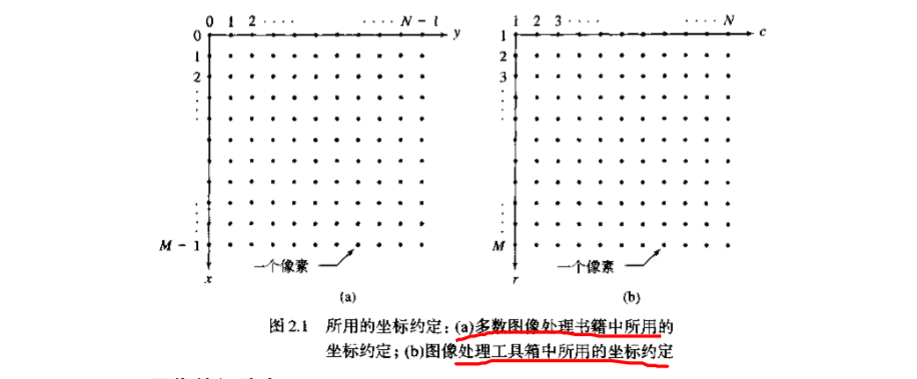 0 1 2 ···· ···· N - 1
0 y
1
2
M - 1
一个像素
x
(a)
1 2 3 ···· ···· N
1 c
2
3
M
一个像素
r
(b)
图 2.1 所用的坐标约定：(a)多数图像处理书籍中所用的
坐标约定；(b)图像处理工具箱中所用的坐标约定